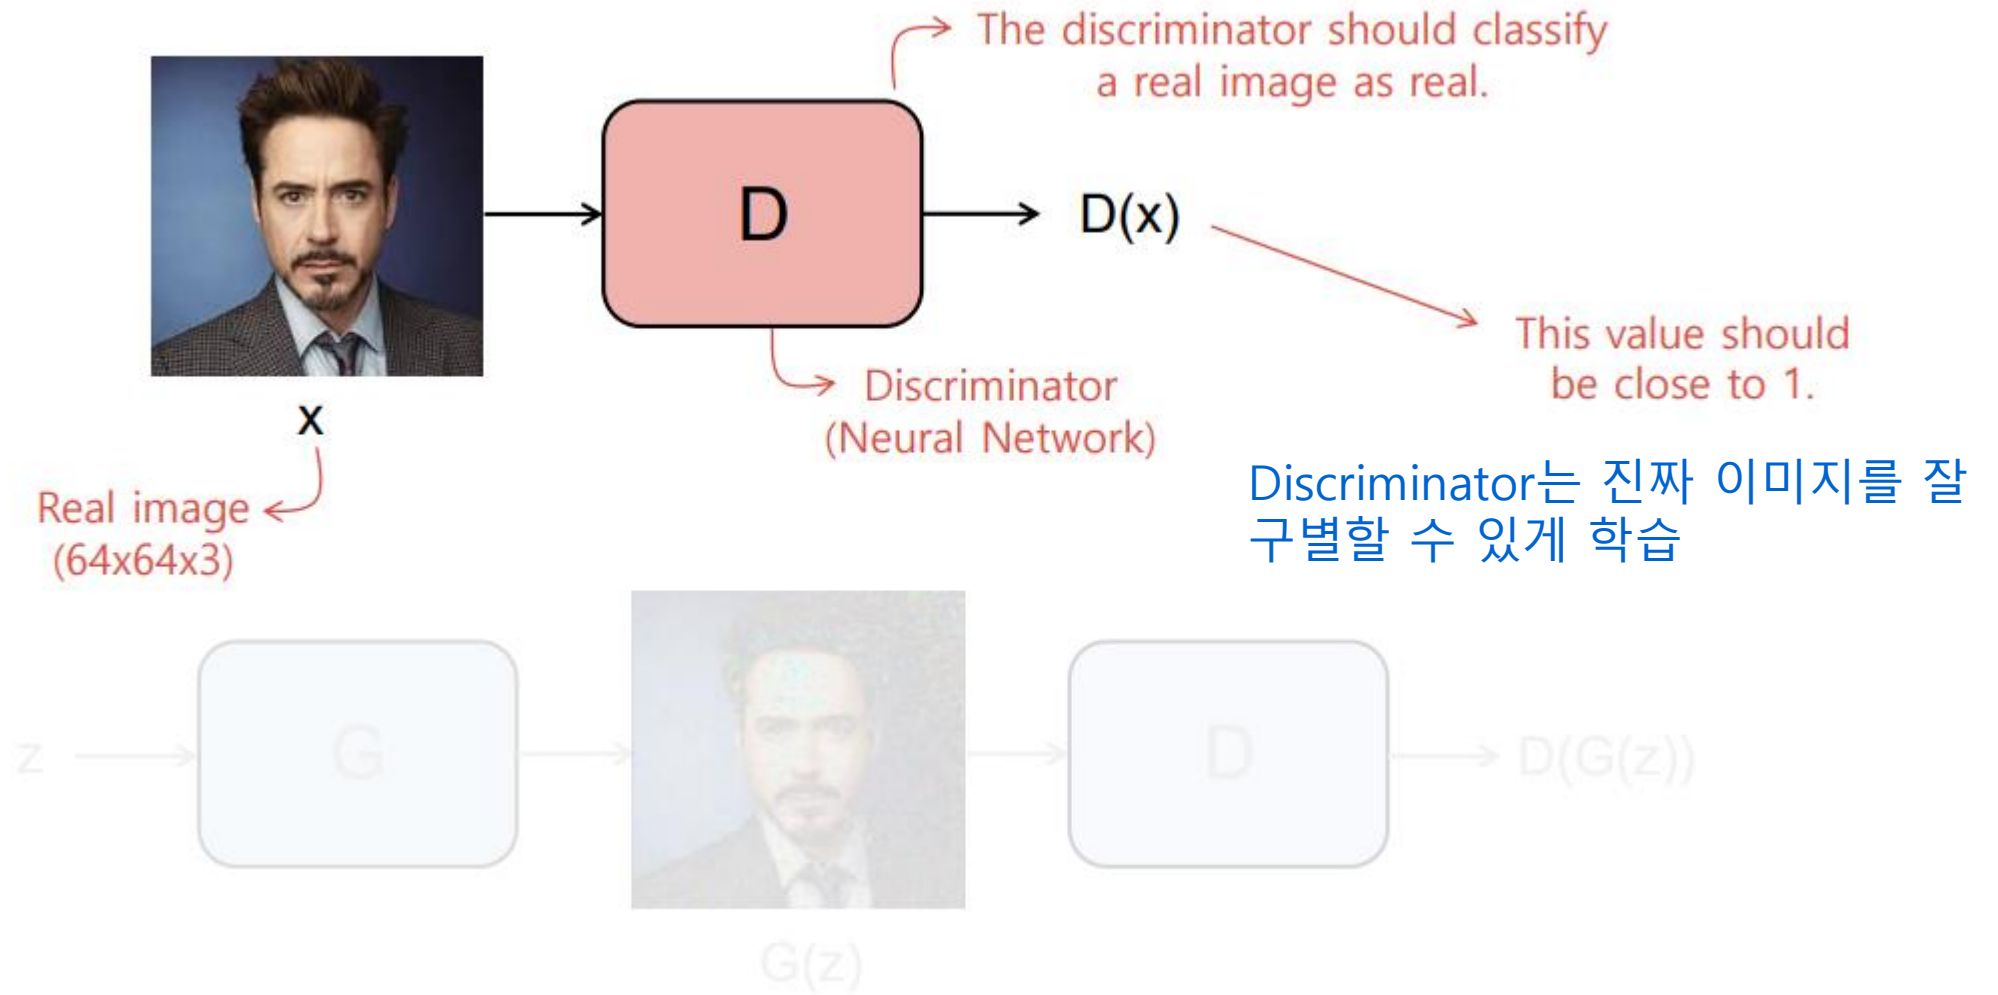 The discriminator should classify
a real image as real.
D
D(x)
This value should
be close to 1.
Discriminator
(Neural Network)
x
Real image
(64x64x3)
Discriminator는 진짜 이미지를 잘
구별할 수 있게 학습
z
G
D
D(G(z))
G(z)